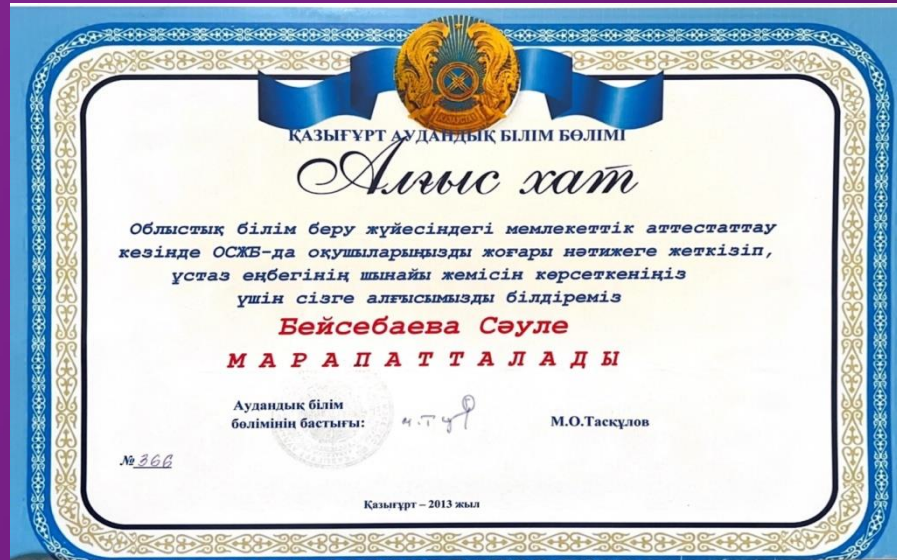 ҚАЗЫҒҰРТ АУДАНДЫҚ БІЛІМ БӨЛІМІ
Алғыс хат
Облыстық білім беру жүйесіндегі мемлекеттік аттестаттау
кезінде ОСЖБ-да оқушыларыңызды жоғары нәтижеге жеткізіп,
ұстаз еңбегінің шынайы жемісін көрсеткеніңіз
үшін сізге алғысымызды білдіреміз
Бейсебаева Сәуле
МАРАПАТТАЛАДЫ
Аудандық білім
бөлімінің бастығы:
М.О.Тасқұлов
№ 366
Қазығұрт – 2013 жыл